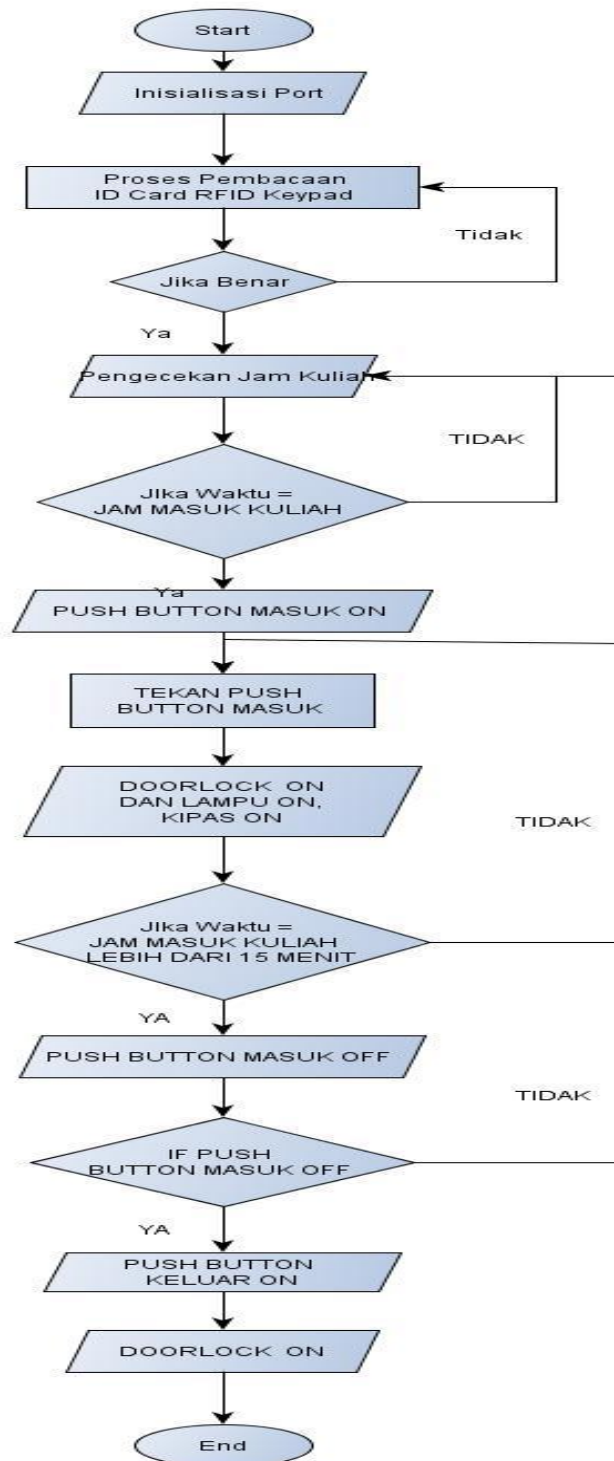 Start
Inisialisasi Port
Proses Pembacaan
ID Card RFID Keypad
Tidak
Jika Benar
Ya
Pengecekan Jam Kuliah
TIDAK
JIka Waktu =
JAM MASUK KULIAH
Ya
PUSH BUTTON MASUK ON
TEKAN PUSH
BUTTON MASUK
DOORLOCK ON
DAN LAMPU ON,
KIPAS ON
TIDAK
JIka Waktu =
JAM MASUK KULIAH
LEBIH DARI 15 MENIT
YA
PUSH BUTTON MASUK OFF
TIDAK
IF PUSH
BUTTON MASUK OFF
YA
PUSH BUTTON
KELUAR ON
DOORLOCK ON
End